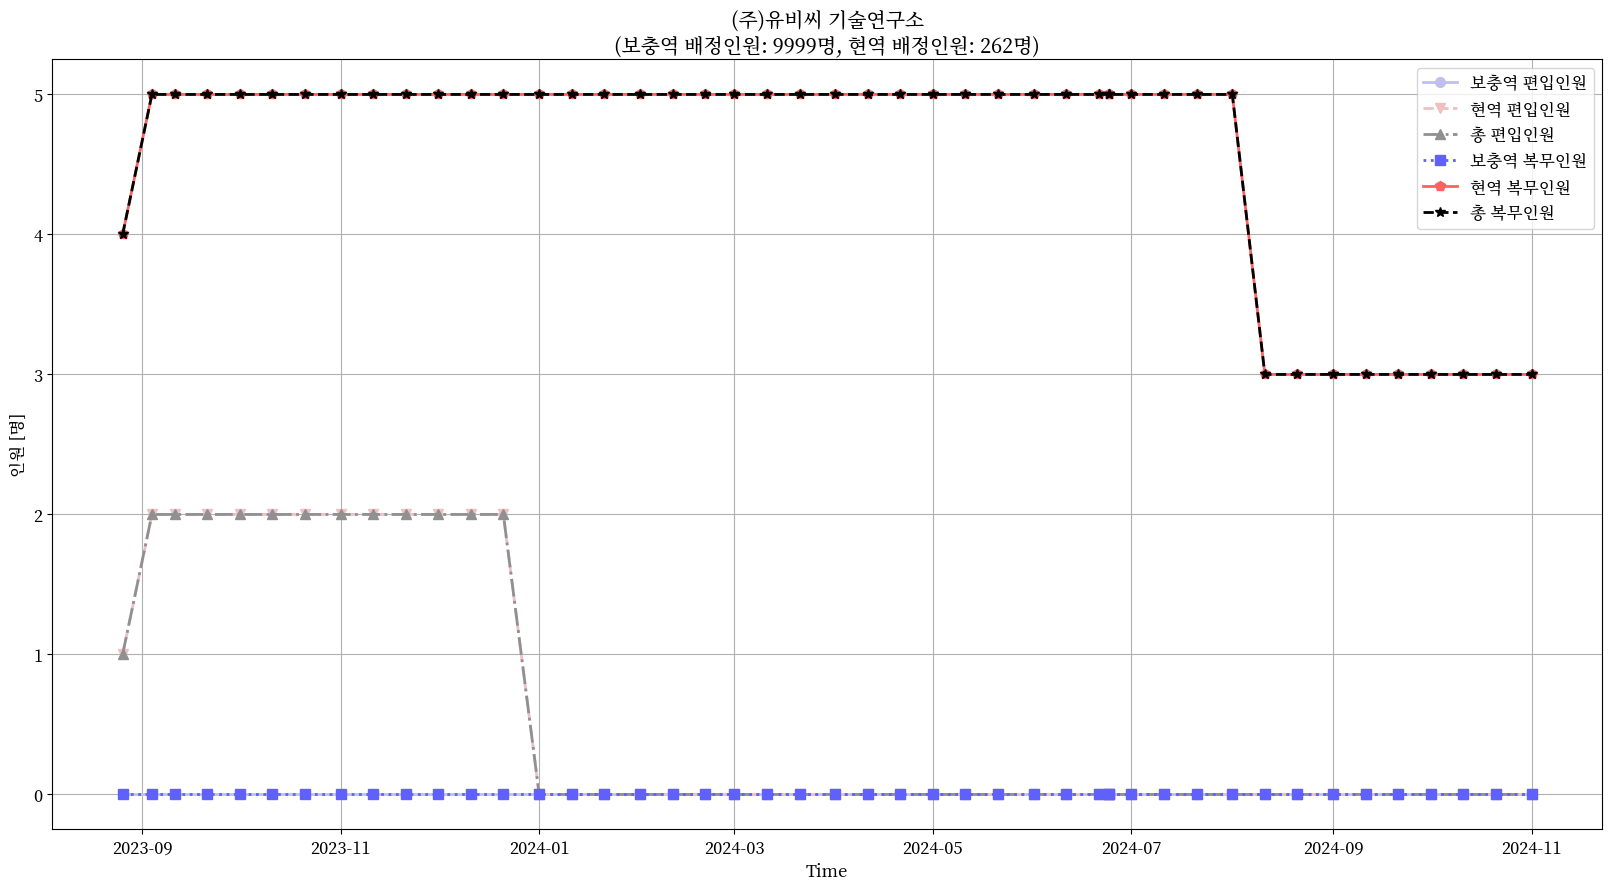 (주)유비씨 기술연구소
(보충역 배정인원: 9999명, 현역 배정인원: 262명)
보충역 편입인원
현역 편입인원
총 편입인원
보충역 복무인원
현역 복무인원
총 복무인원
5
4
3
2
1
0
인원 [명]
2023-09
2023-11
2024-01
2024-03
2024-05
2024-07
2024-09
2024-11
Time